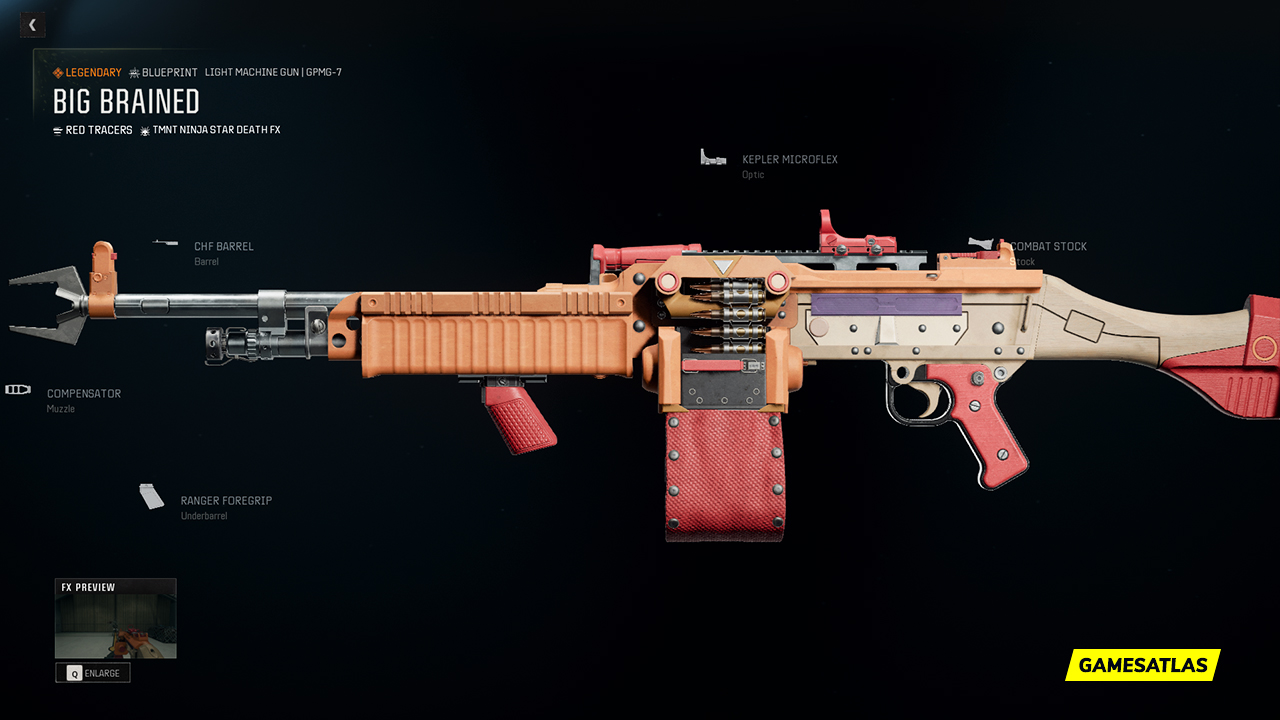 LEGENDARY BLUEPRINT LIGHT MACHINE GUN | GPMG-7
BIG BRAINED
RED TRACERS TMNT NINJA STAR DEATH FX
KEPLER MICROFLEX
Optic
CHF BARREL
Barrel
COMBAT STOCK
Stock
COMPENSATOR
Muzzle
RANGER FOREGRIP
Underbarrel
FX PREVIEW
Q ENLARGE
GAMESATLAS